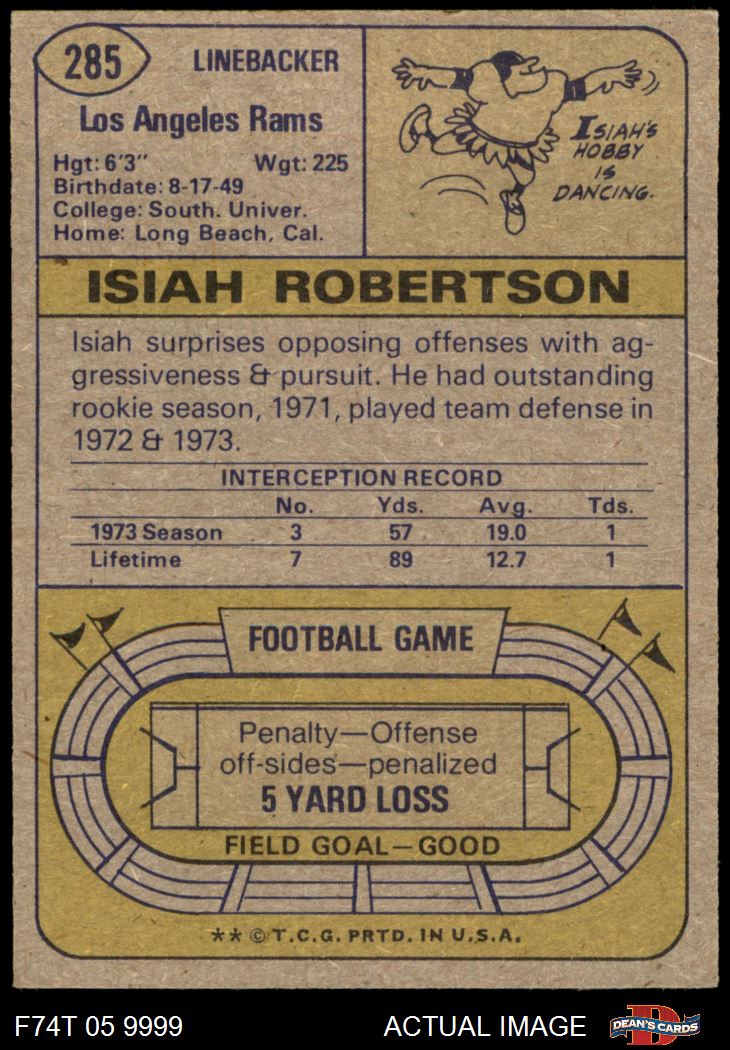 285
LINEBACKER
Los Angeles Rams
Hgt: 6'3" Wgt: 225
Birthdate: 8-17-49
College: South. Univer.
Home: Long Beach, Cal.
ISIAH'S
HOBBY
IS
DANCING.
ISIAH ROBERTSON
Isiah surprises opposing offenses with ag-
gressiveness & pursuit. He had outstanding
rookie season, 1971, played team defense in
1972 & 1973.
INTERCEPTION RECORD
No. Yds. Avg. Tds.
1973 Season 3 57 19.0 1
Lifetime 7 89 12.7 1
FOOTBALL GAME
Penalty—Offense
off-sides—penalized
5 YARD LOSS
FIELD GOAL—GOOD
** © T.C.G. PRTD. IN U.S.A.
F74T 05 9999 ACTUAL IMAGE
D
DEAN'S CARDS